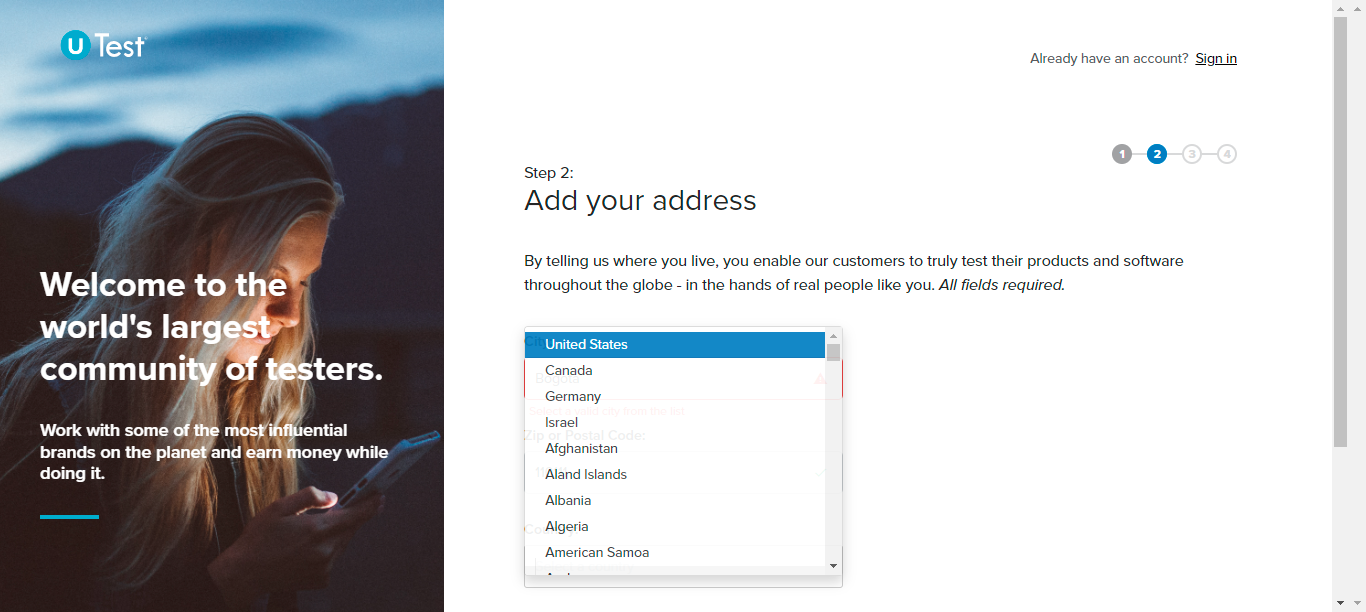 U Test
Already have an account? Sign in
1 2 3 4
Step 2:
Add your address
By telling us where you live, you enable our customers to truly test their products and software
throughout the globe - in the hands of real people like you. All fields required.
Welcome to the
world's largest
community of testers.
Work with some of the most influential
brands on the planet and earn money while
doing it.
United States
Canada
Germany
Israel
Afghanistan
Aland Islands
Albania
Algeria
American Samoa
Zip or Postal Code: